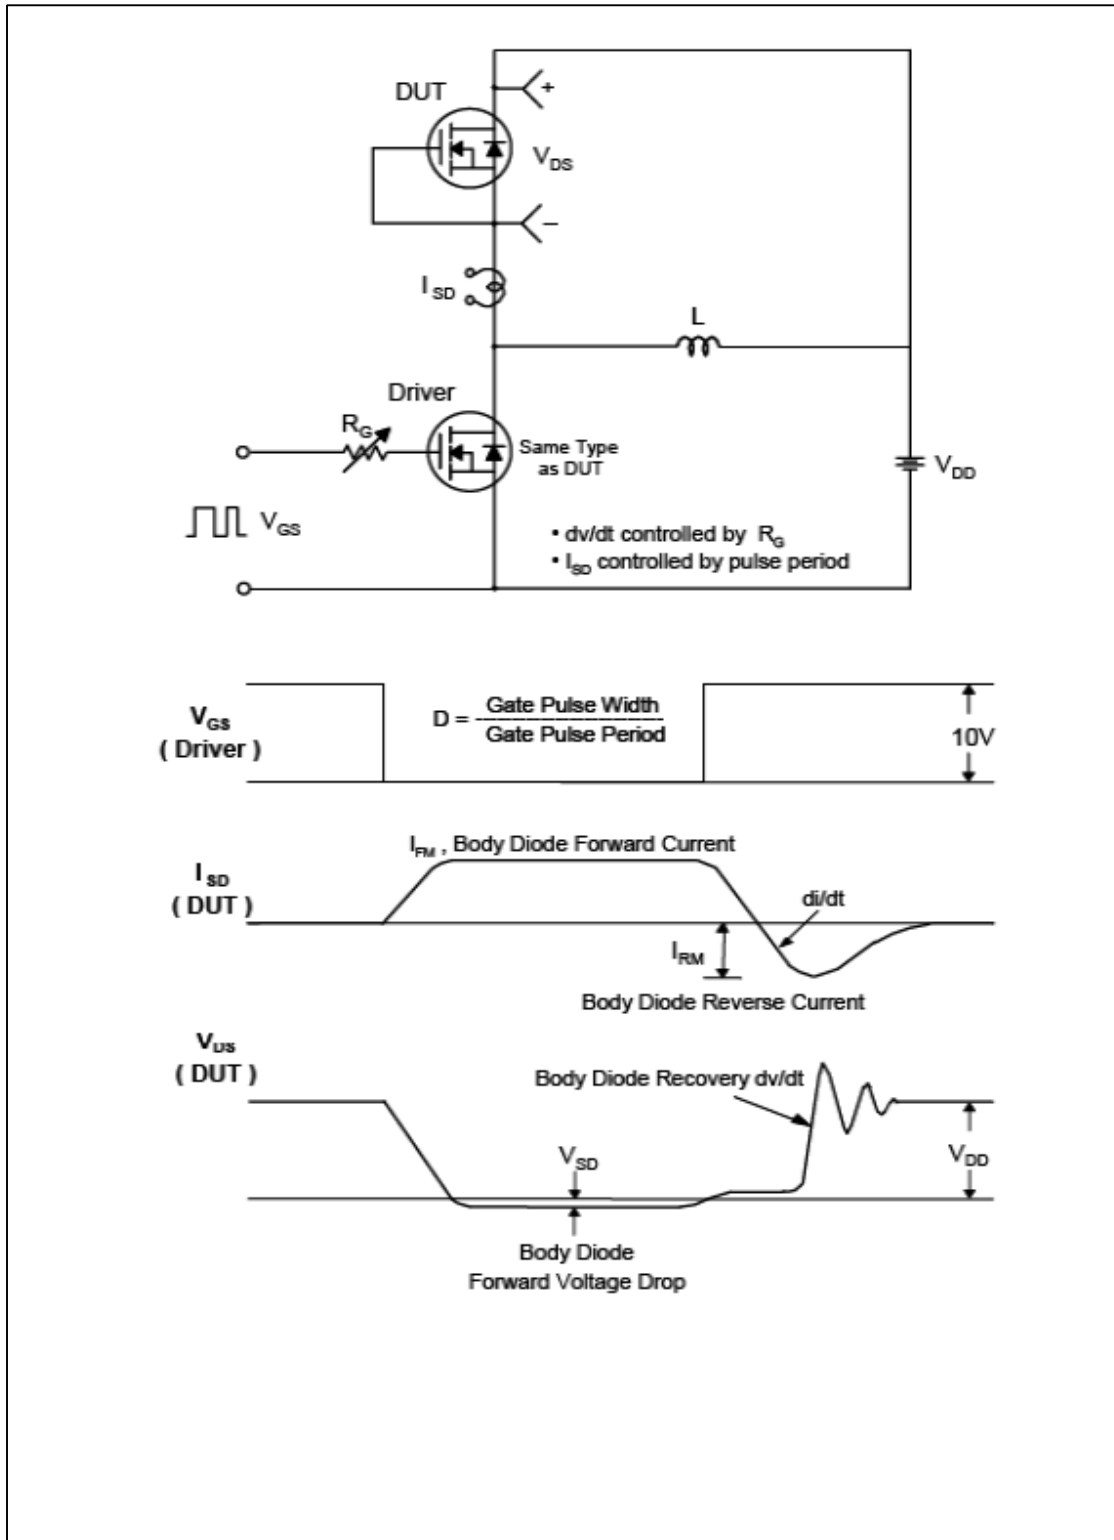 DUT
+
VDS
–
ISD
L
Driver
RG
Same Type
as DUT
VDD
VGS
• dv/dt controlled by RG
• ISD controlled by pulse period
VGS
( Driver )
D = Gate Pulse Width
Gate Pulse Period
10V
IFM , Body Diode Forward Current
ISD
( DUT )
di/dt
IRM
Body Diode Reverse Current
VDS
( DUT )
Body Diode Recovery dv/dt
VSD
VDD
Body Diode
Forward Voltage Drop